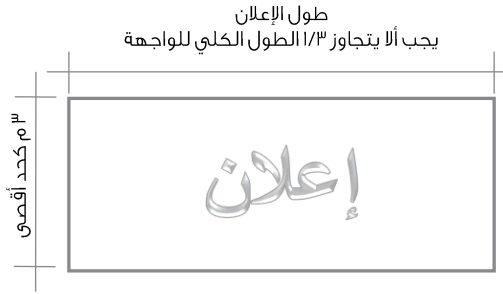 طول الإعلان
يجب ألا يتجاوز ١/٣ الطول الكلي للواجهة
٣ م كحد أقصى
إعلان